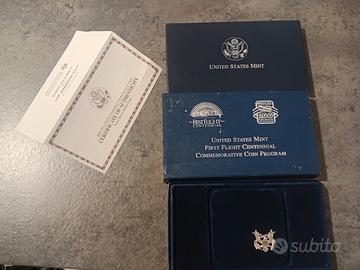 UNITED STATES MINT
FIRST FLIGHT
CENTENNIAL
UNITED STATES MINT
FIRST FLIGHT CENTENNIAL
COMMEMORATIVE COIN PROGRAM
CERTIFICATE OF AUTHENTICITY
subito